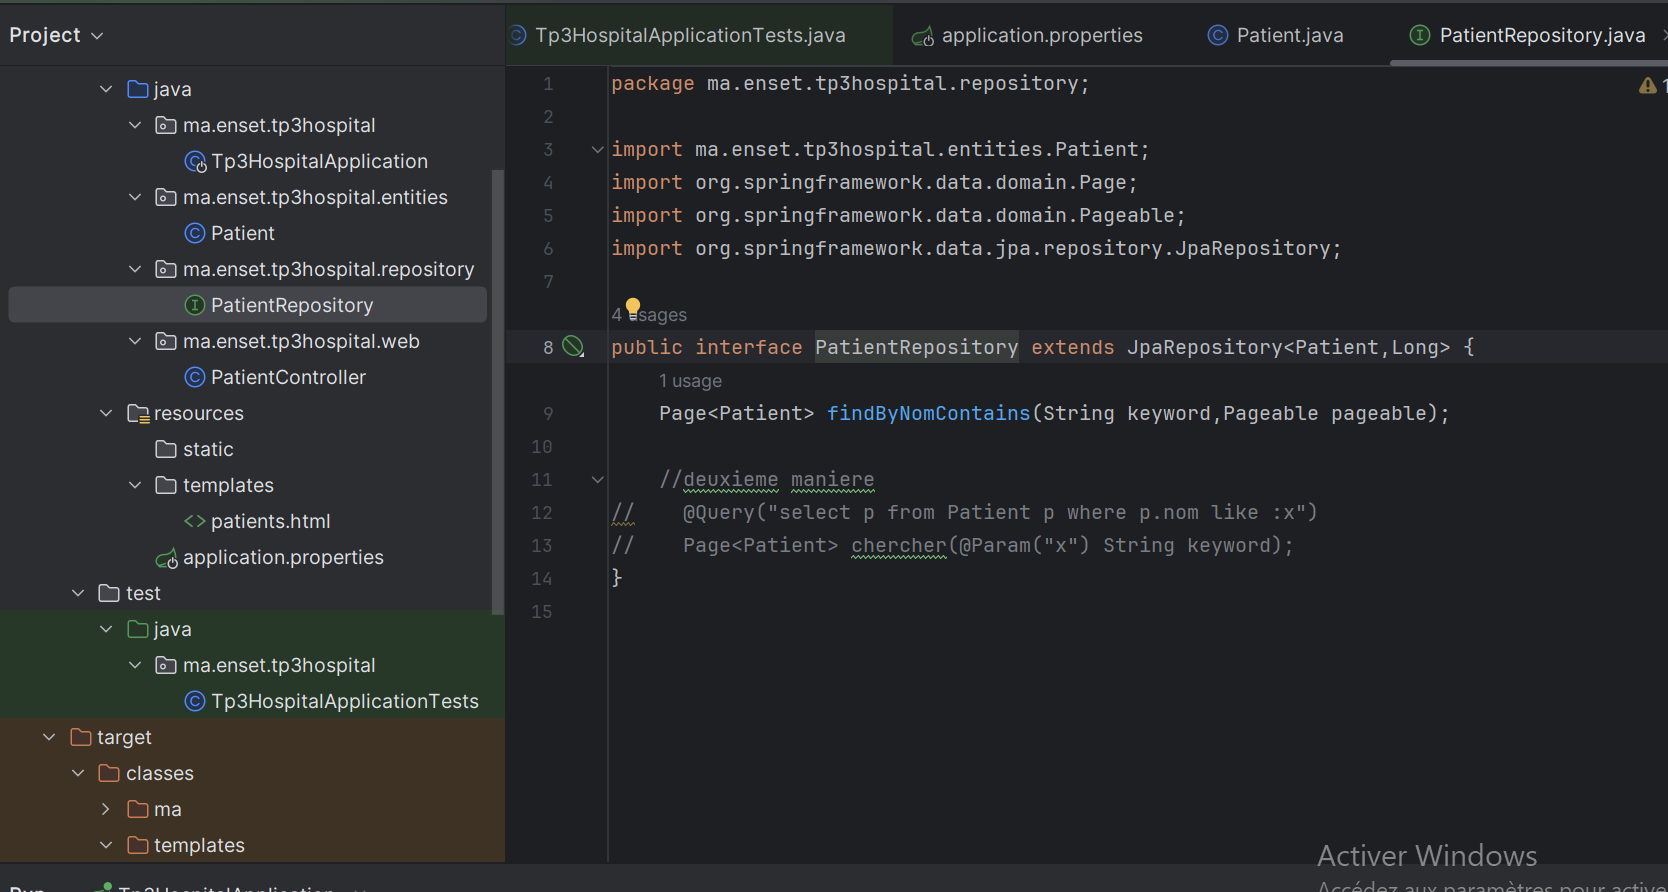 Project
Tp3HospitalApplicationTests.java
application.properties
Patient.java
PatientRepository.java
java
ma.enset.tp3hospital
Tp3HospitalApplication
ma.enset.tp3hospital.entities
Patient
ma.enset.tp3hospital.repository
PatientRepository
ma.enset.tp3hospital.web
PatientController
resources
static
templates
patients.html
application.properties
test
java
ma.enset.tp3hospital
Tp3HospitalApplicationTests
target
classes
ma
templates
1 package ma.enset.tp3hospital.repository;
2
3 import ma.enset.tp3hospital.entities.Patient;
4 import org.springframework.data.domain.Page;
5 import org.springframework.data.domain.Pageable;
6 import org.springframework.data.jpa.repository.JpaRepository;
7
4 usages
8 public interface PatientRepository extends JpaRepository<Patient,Long> {
1 usage
9 Page<Patient> findByNomContains(String keyword,Pageable pageable);
10
11 //deuxieme maniere
12 // @Query("select p from Patient p where p.nom like :x")
13 // Page<Patient> chercher(@Param("x") String keyword);
14 }
15
1
Activer Windows
Accédez aux paramètres pour active
Run
Tp3HospitalApplication